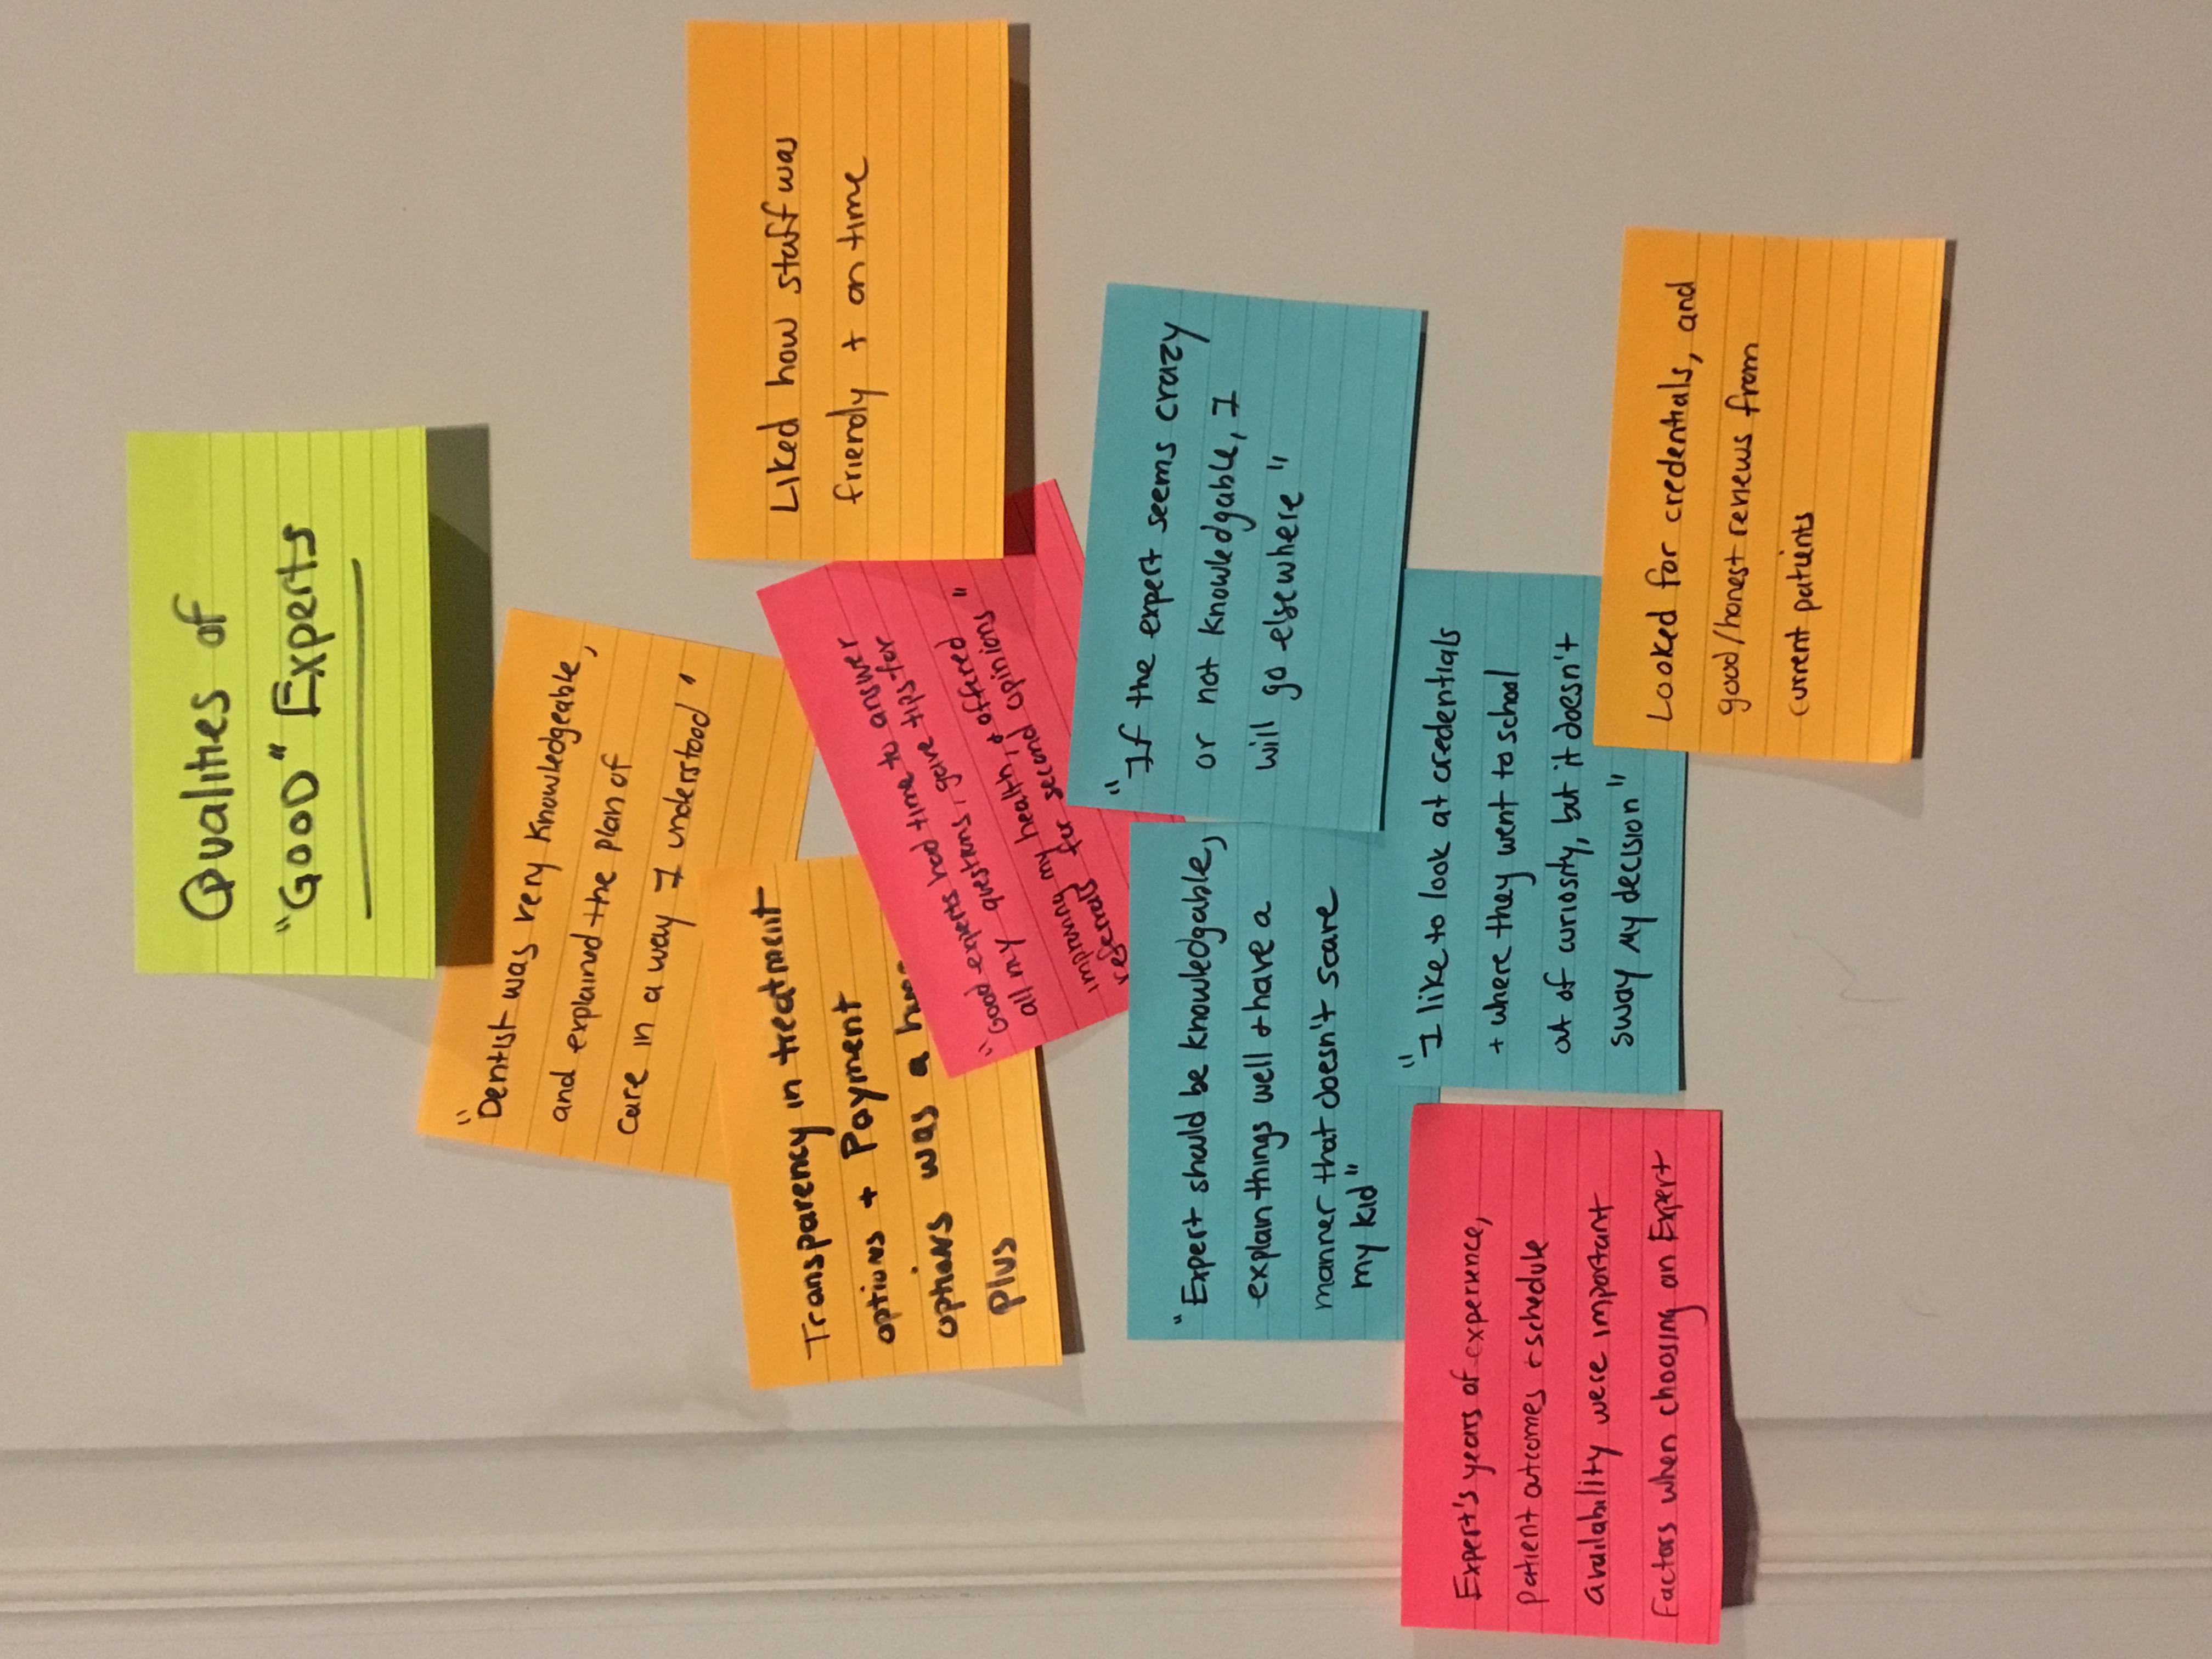 Qualities of
"GOOD" Experts
"Dentist was very knowledgeable,
and explained the plan of
care in a way I understood"
Transparency in treatment
options + Payment
options was a
Plus
Liked how staff was
friendly + on time
"Good experts had time to answer
all my questions, gave tips for
improving my health, + offered
referrals for second opinions"
"Expert should be knowledgable,
explain things well + have a
manner that doesn't scare
my kid"
"If the expert seems crazy
or not knowledgable, I
will go elsewhere"
Expert's years of experience,
patient outcomes + schedule
availability were important
Factors when choosing an Expert
"I like to look at credentials
+ where they went to school
out of curiosity, but it doesn't
sway my decision"
Looked for credentials, and
good/honest reviews from
current patients